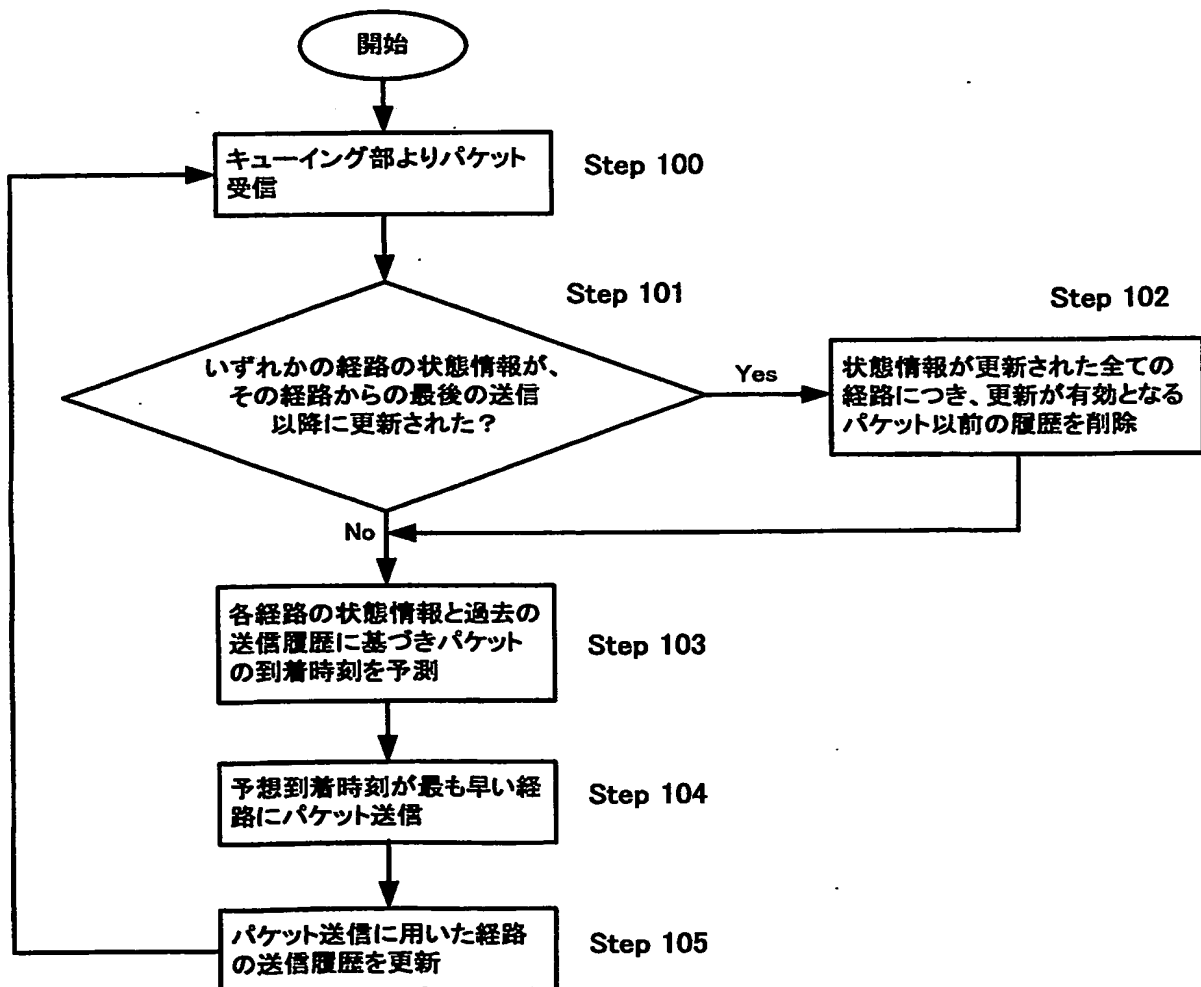 開始
キューイング部よりパケット
受信
Step 100
Step 101
いずれかの経路の状態情報が、
その経路からの最後の送信
以降に更新された？
Yes
Step 102
状態情報が更新された全ての
経路につき、更新が有効となる
パケット以前の履歴を削除
No
各経路の状態情報と過去の
送信履歴に基づきパケット
の到着時刻を予測
Step 103
予想到着時刻が最も早い経
路にパケット送信
Step 104
パケット送信に用いた経路
の送信履歴を更新
Step 105